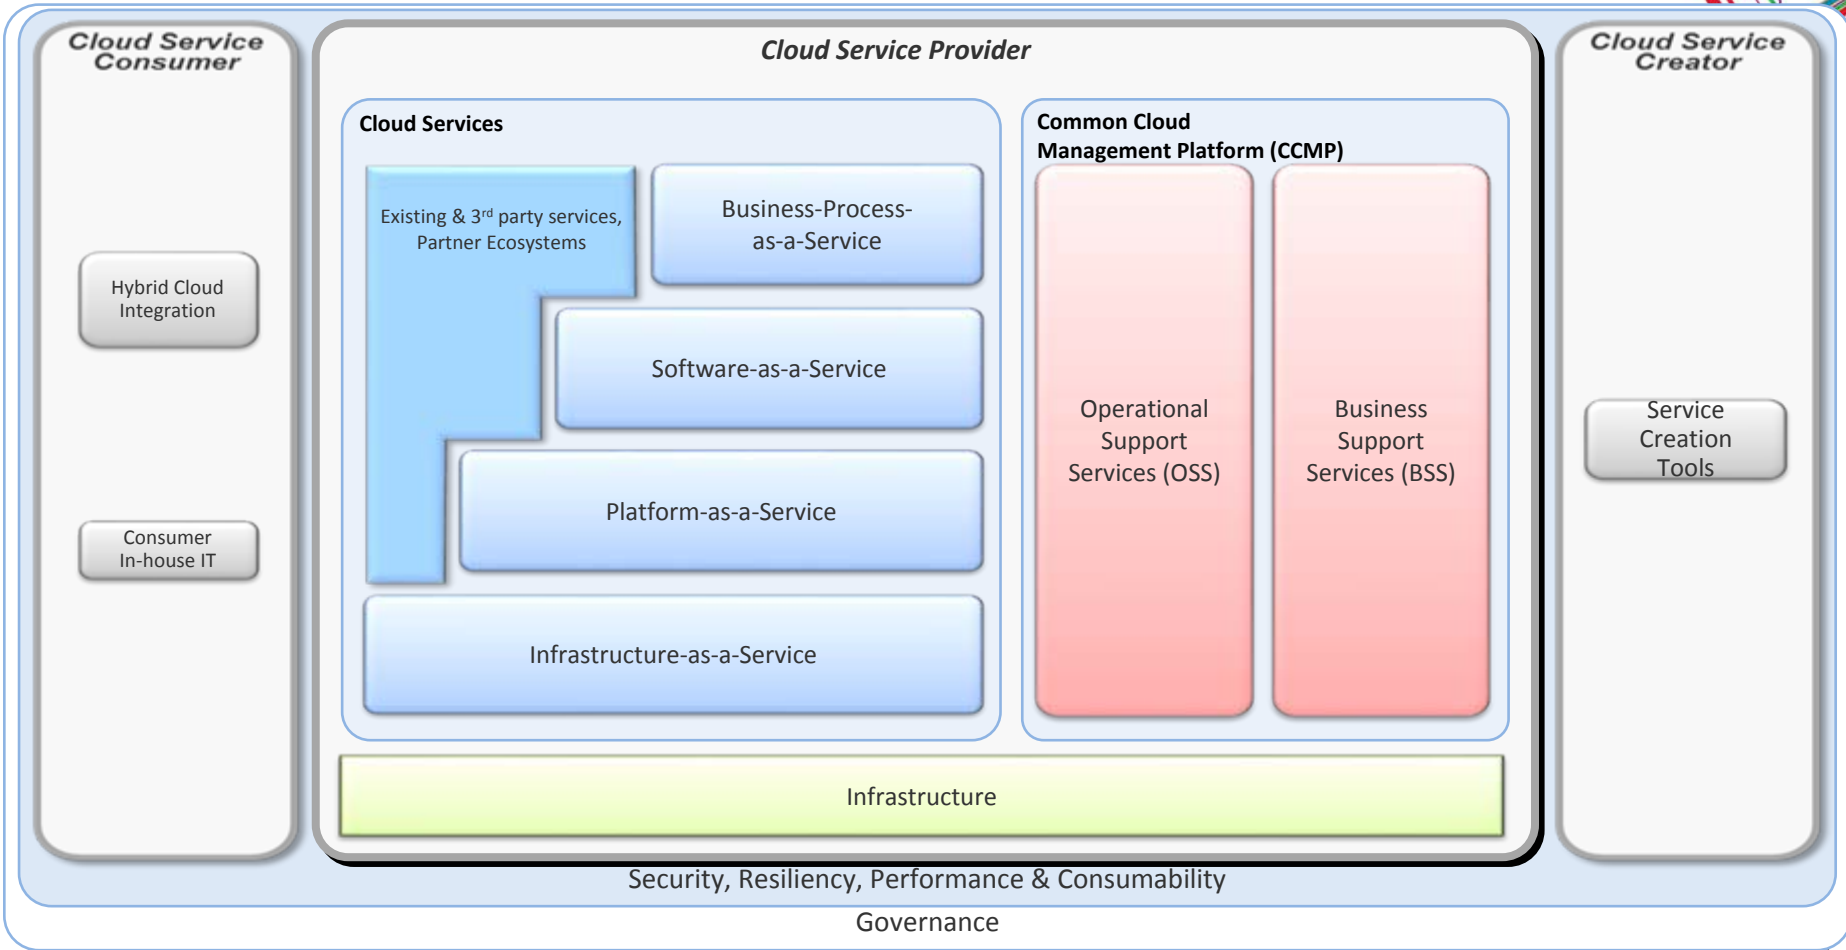 Cloud Service
Consumer
Hybrid Cloud
Integration
Consumer
In-house IT
Cloud Service Provider
Cloud Services
Existing & 3rd party services,
Partner Ecosystems
Business-Process-
as-a-Service
Software-as-a-Service
Platform-as-a-Service
Infrastructure-as-a-Service
Common Cloud
Management Platform (CCMP)
Operational
Support
Services (OSS)
Business
Support
Services (BSS)
Infrastructure
Cloud Service
Creator
Service
Creation
Tools
Security, Resiliency, Performance & Consumability
Governance